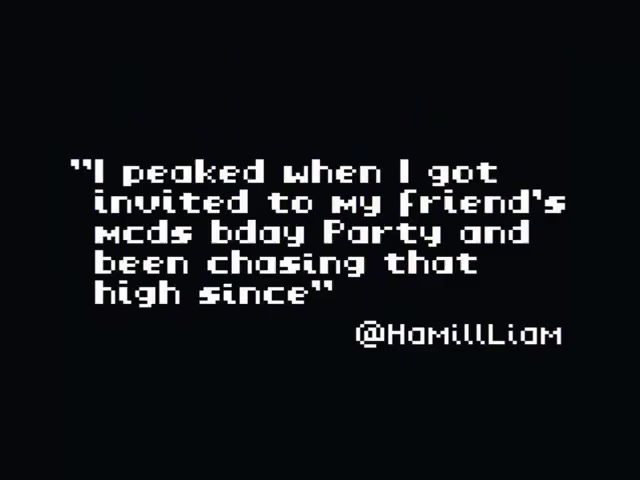 "I peaked when I got
invited to my friend's
mcds bday Party and
been chasing that
high since"
@HamillLiam